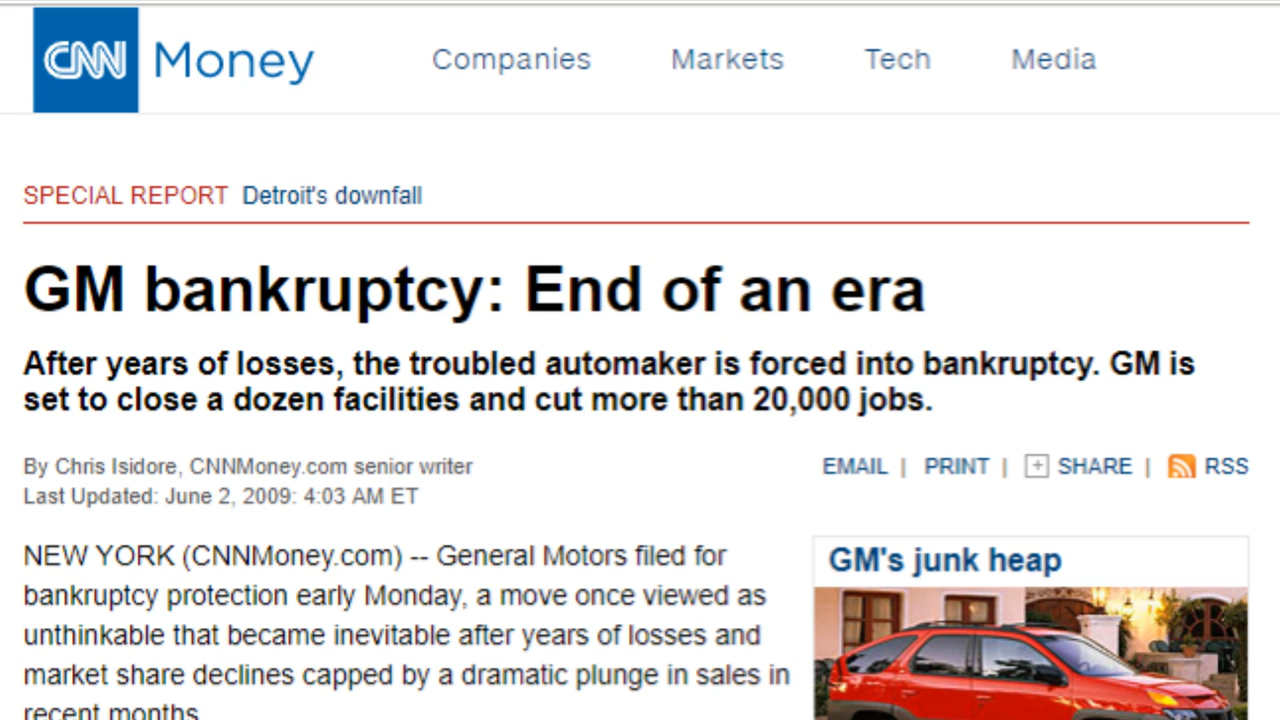 CNN Money Companies Markets Tech Media
SPECIAL REPORT Detroit's downfall
GM bankruptcy: End of an era
After years of losses, the troubled automaker is forced into bankruptcy. GM is
set to close a dozen facilities and cut more than 20,000 jobs.
By Chris Isidore, CNNMoney.com senior writer
Last Updated: June 2, 2009: 4:03 AM ET
EMAIL | PRINT | SHARE | RSS
NEW YORK (CNNMoney.com) -- General Motors filed for
bankruptcy protection early Monday, a move once viewed as
unthinkable that became inevitable after years of losses and
market share declines capped by a dramatic plunge in sales in
recent months.
GM's junk heap